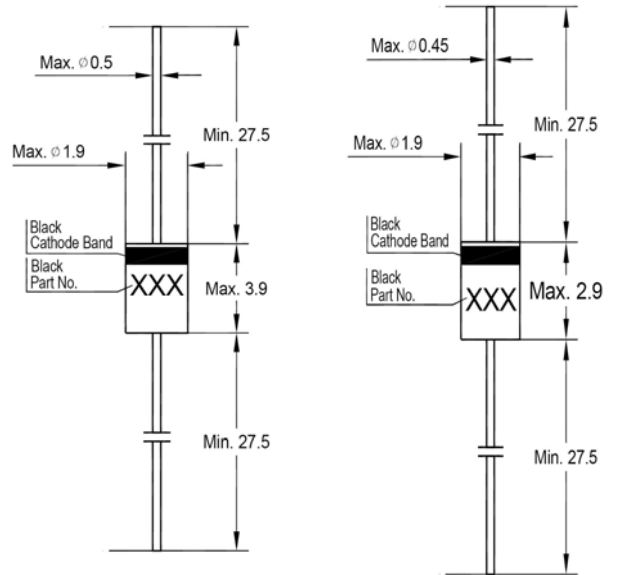 Max. ∅0.5
Min. 27.5
Max. ∅1.9
Black
Cathode Band
Black
Part No.
XXX
Max. 3.9
Min. 27.5
Max. ∅0.45
Min. 27.5
Max. ∅1.9
Black
Cathode Band
Black
Part No.
XXX
Max. 2.9
Min. 27.5